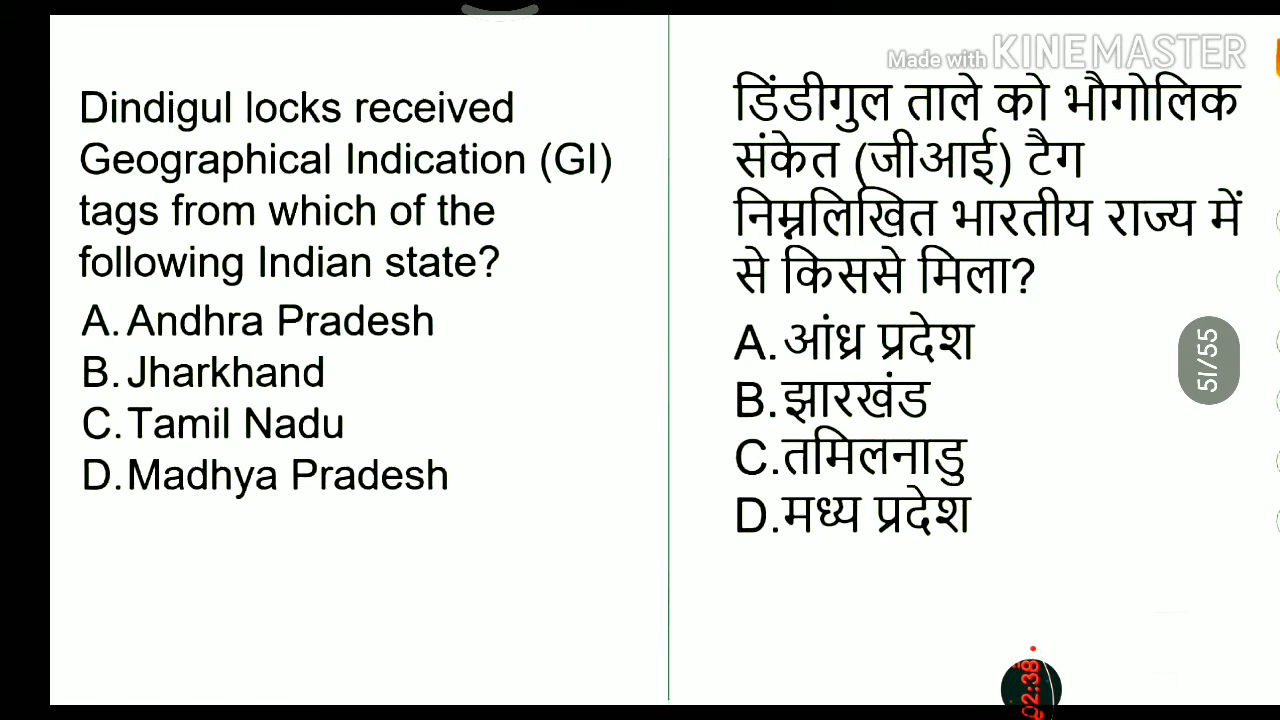 Made with KINEMASTER
Dindigul locks received
Geographical Indication (GI)
tags from which of the
following Indian state?
A. Andhra Pradesh
B. Jharkhand
C. Tamil Nadu
D. Madhya Pradesh
डिंडीगुल ताले को भौगोलिक
संकेत (जीआई) टैग
निम्नलिखित भारतीय राज्य में
से किससे मिला?
A. आंध्र प्रदेश
B. झारखंड
C. तमिलनाडु
D. मध्य प्रदेश
51/55
02:38